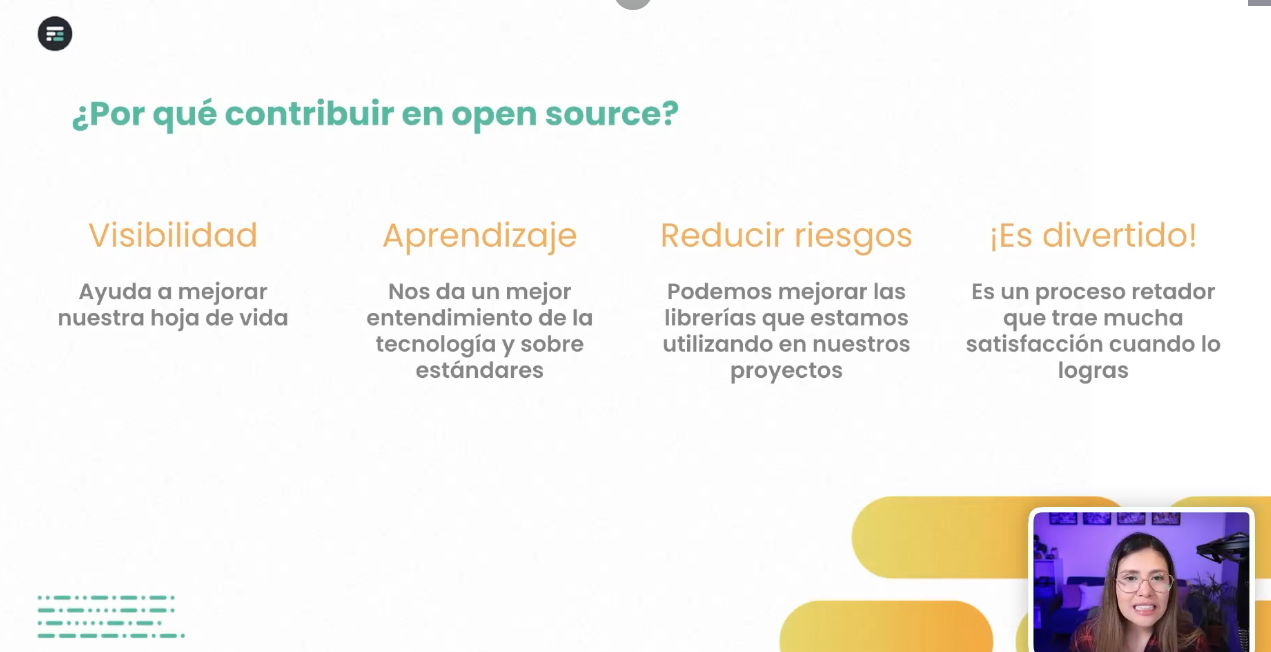 ¿Por qué contribuir en open source?
Visibilidad
Ayuda a mejorar
nuestra hoja de vida
Aprendizaje
Nos da un mejor
entendimiento de la
tecnología y sobre
estándares
Reducir riesgos
Podemos mejorar las
librerías que estamos
utilizando en nuestros
proyectos
¡Es divertido!
Es un proceso retador
que trae mucha
satisfacción cuando lo
logras